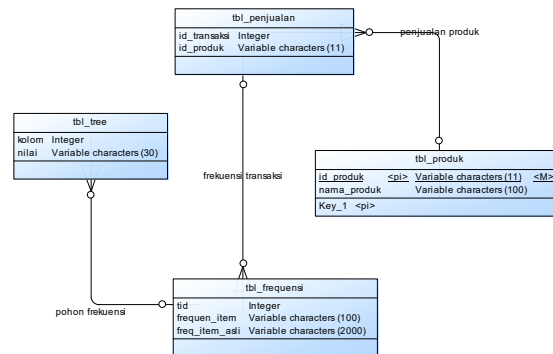 tbl_penjualan
id_transaksi Integer
id_produk Variable characters (11)
penjualan produk
tbl_tree
kolom Integer
nilai Variable characters (30)
frekuensi transaksi
tbl_produk
id_produk <pi> Variable characters (11) <M>
nama_produk Variable characters (100)
Key_1 <pi>
pohon frekuensi
tbl_frequensi
tid Integer
frequen_item Variable characters (100)
freq_item_asli Variable characters (2000)